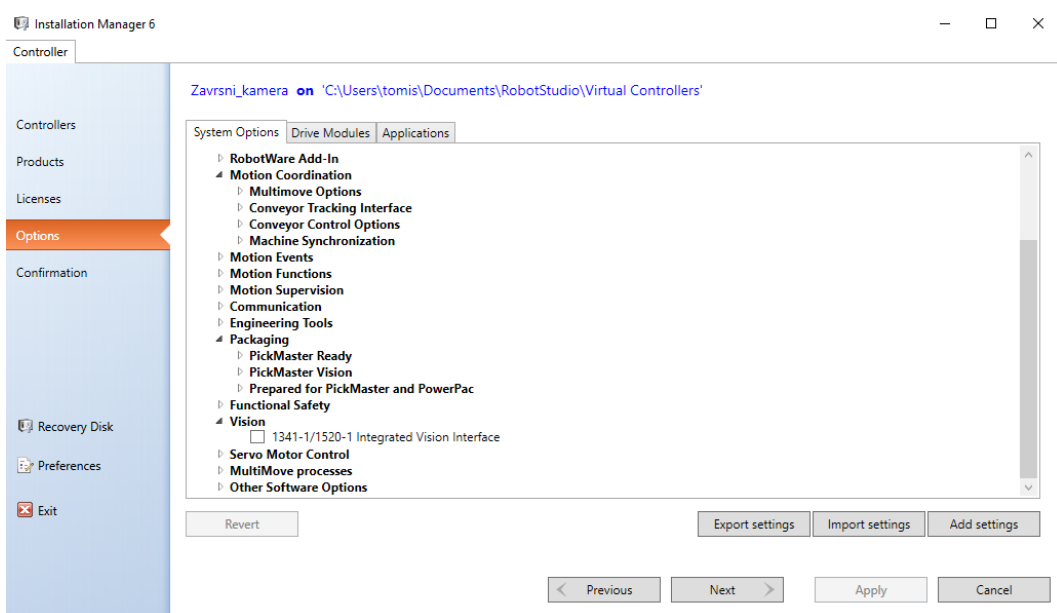 Installation Manager 6
Controller
Zavrsni_kamera on 'C:\Users\tomis\Documents\RobotStudio\Virtual Controllers'
Controllers
Products
Licenses
Options
Confirmation
Recovery Disk
Preferences
Exit
System Options Drive Modules Applications
RobotWare Add-In
Motion Coordination
Multimove Options
Conveyor Tracking Interface
Conveyor Control Options
Machine Synchronization
Motion Events
Motion Functions
Motion Supervision
Communication
Engineering Tools
Packaging
PickMaster Ready
PickMaster Vision
Prepared for PickMaster and PowerPac
Functional Safety
Vision
1341-1/1520-1 Integrated Vision Interface
Servo Motor Control
MultiMove processes
Other Software Options
Revert Export settings Import settings Add settings
Previous Next Apply Cancel